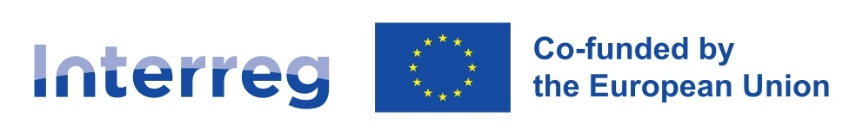 Interreg
Co-funded by
the European Union